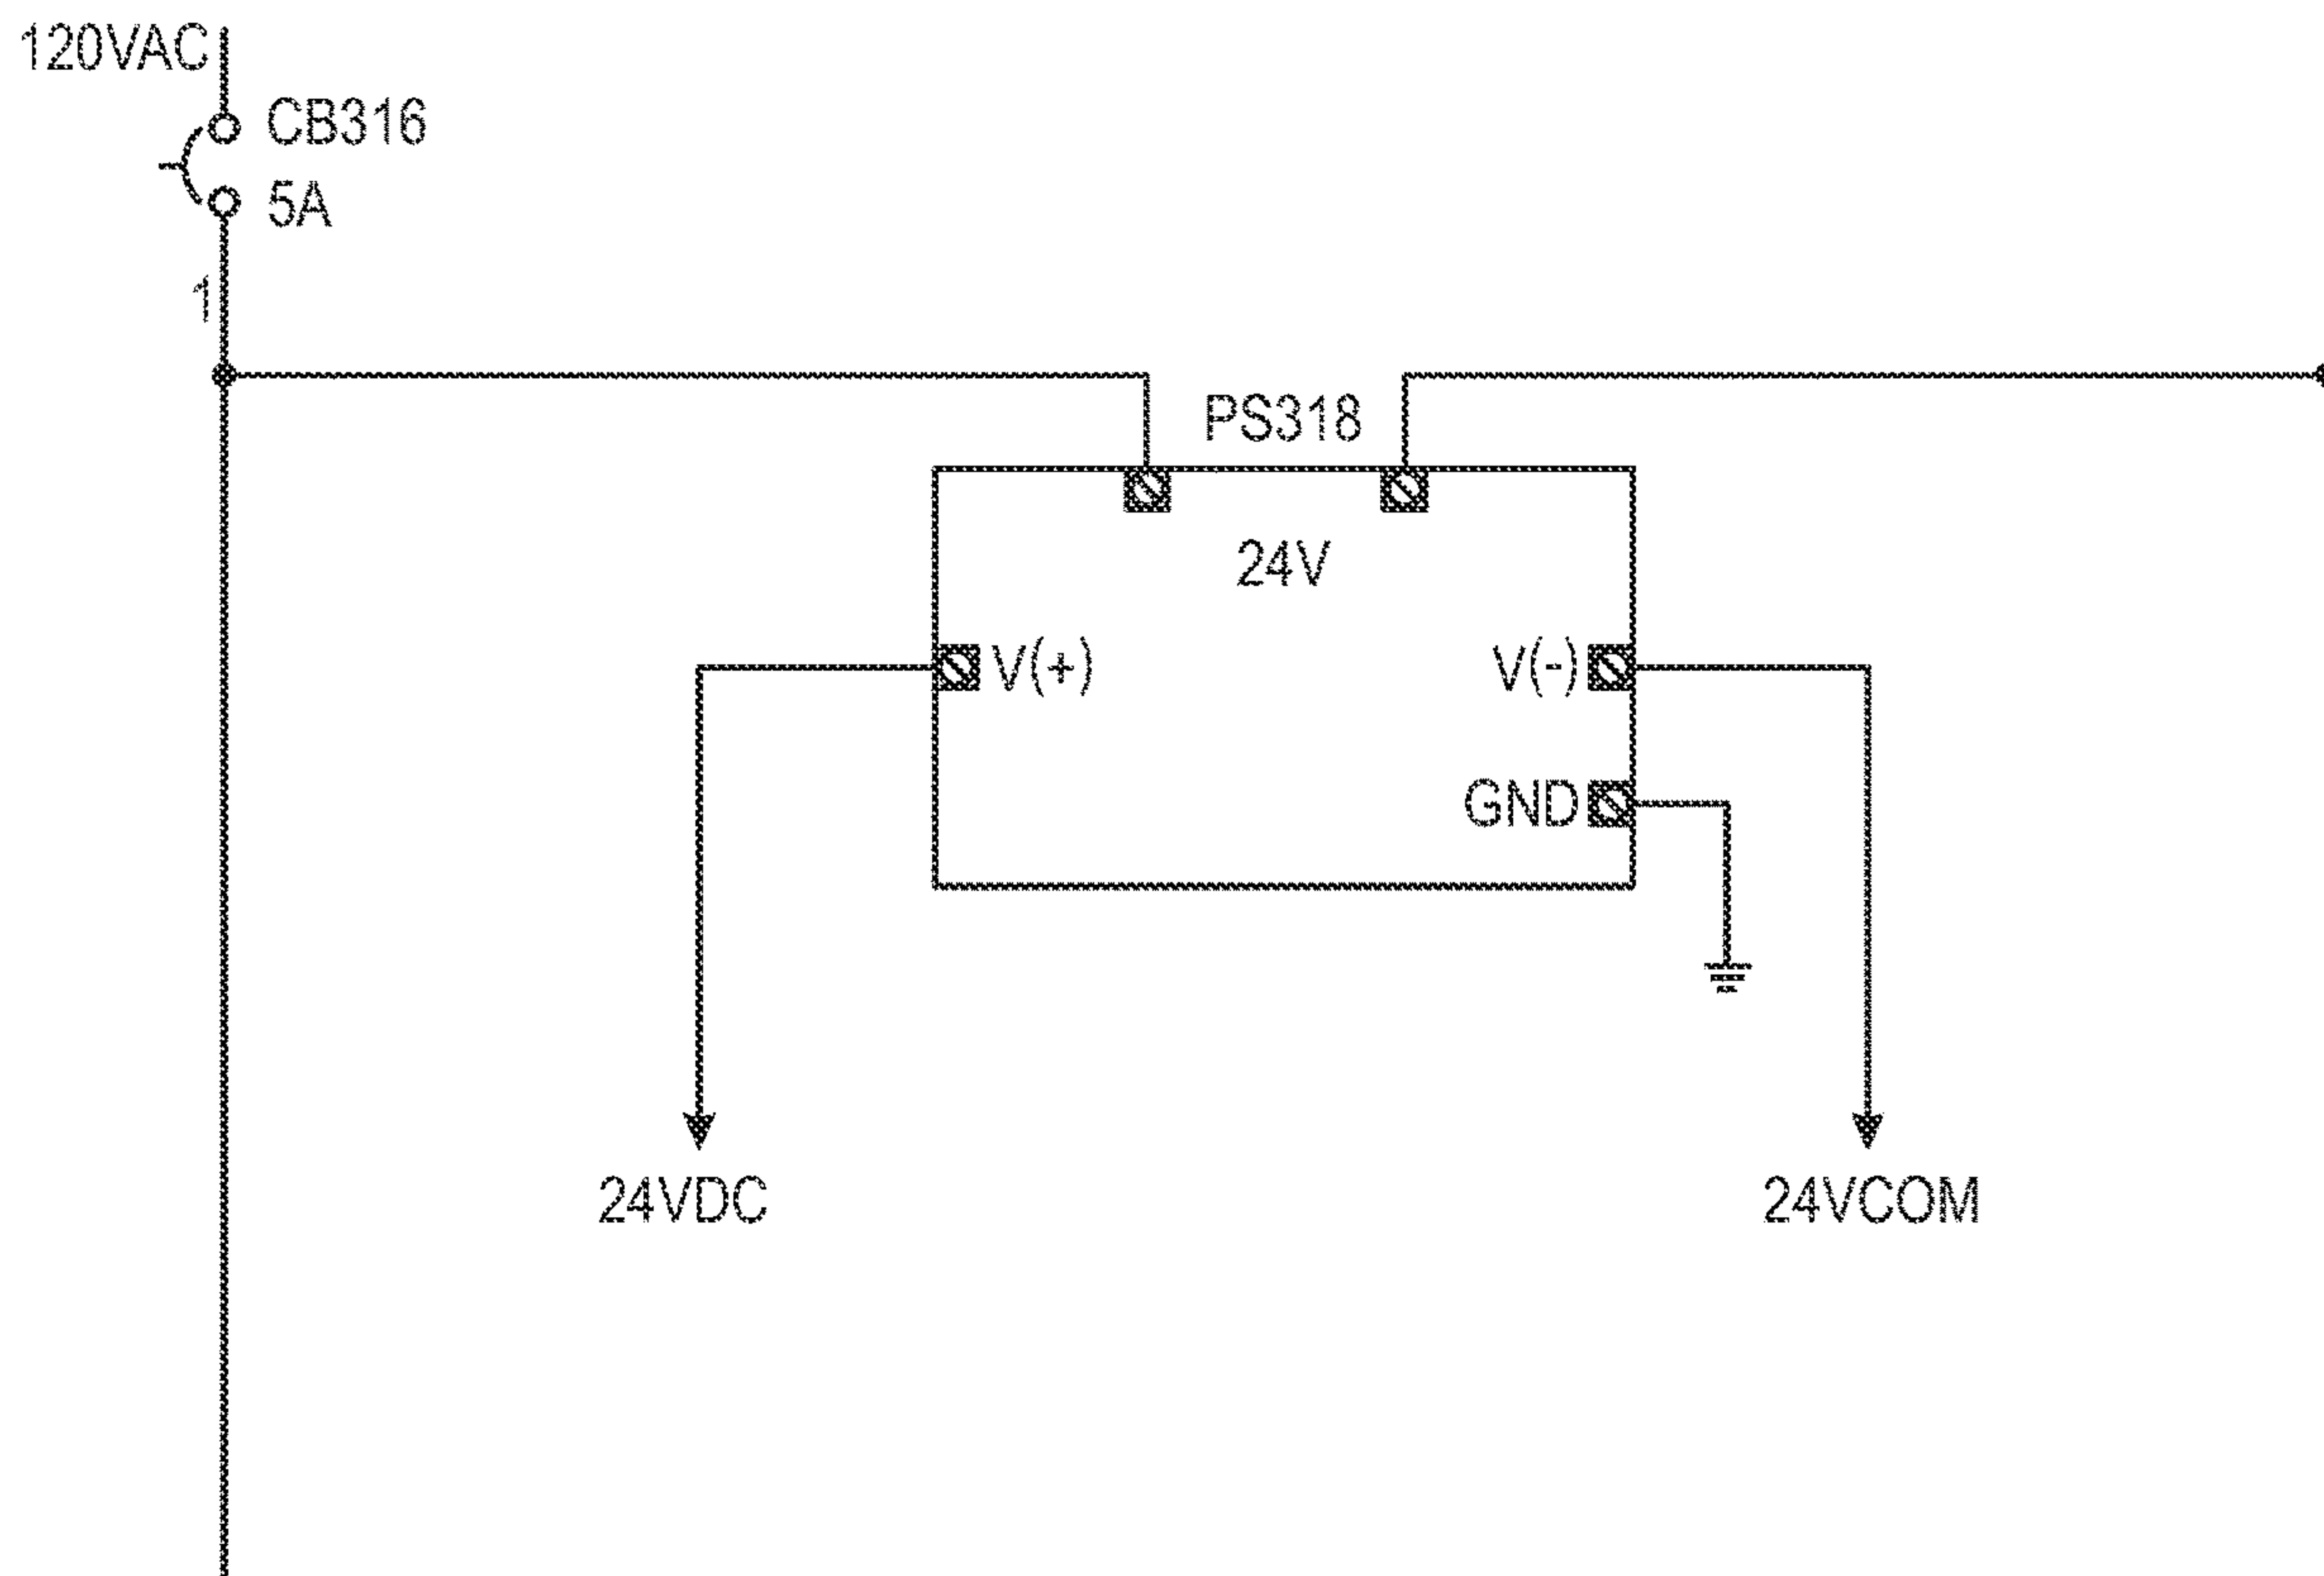 120VAC
CB316
5A
1
PS318
24V
V(+)
V(-)
GND
24VDC
24VCOM